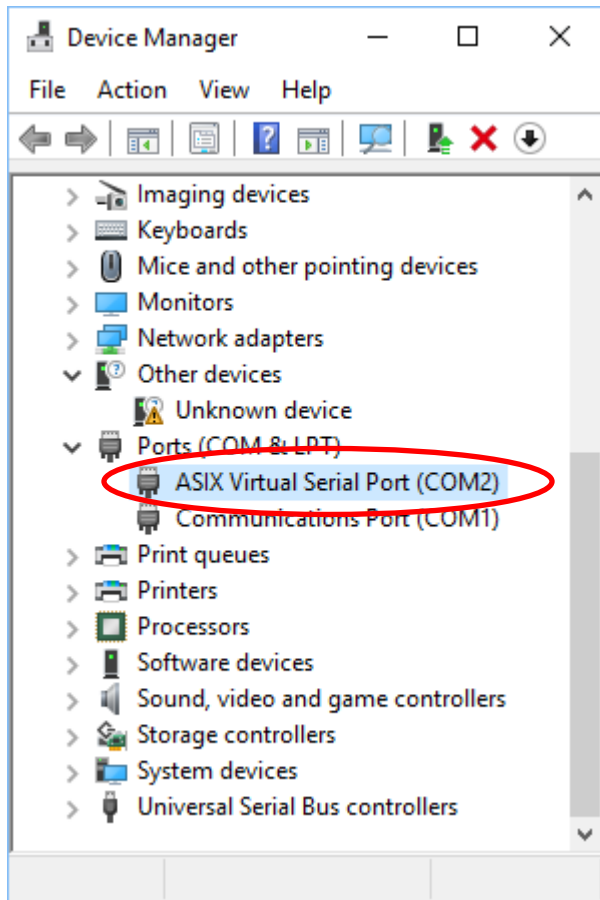 Device Manager
File Action View Help
Imaging devices
Keyboards
Mice and other pointing devices
Monitors
Network adapters
Other devices
Unknown device
Ports (COM & LPT)
ASIX Virtual Serial Port (COM2)
Communications Port (COM1)
Print queues
Printers
Processors
Software devices
Sound, video and game controllers
Storage controllers
System devices
Universal Serial Bus controllers